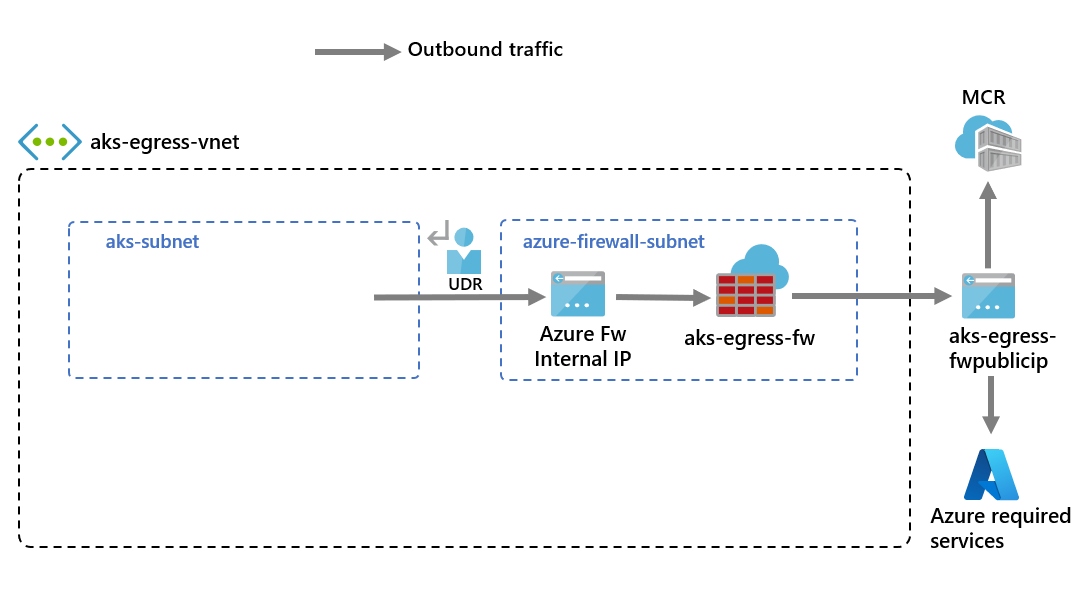 Outbound traffic
MCR
aks-egress-vnet
aks-subnet
UDR
azure-firewall-subnet
Azure Fw
Internal IP
aks-egress-fw
aks-egress-
fwpublicip
Azure required
services